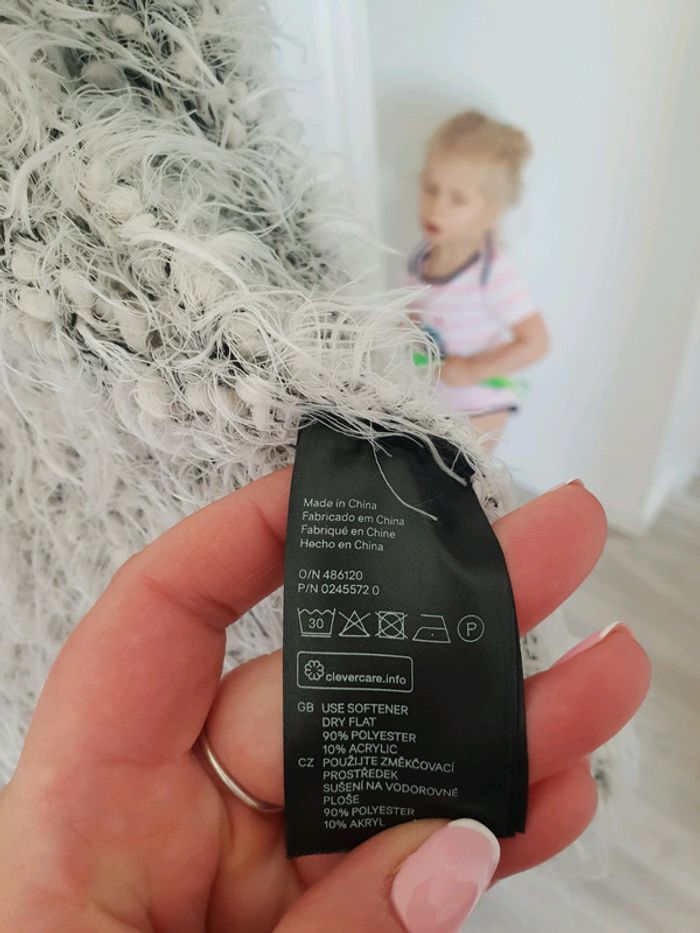 Made in China
Fabricado em China
Fabriqué en Chine
Hecho en China
O/N 486120
P/N 0245572 0
30
P
clevercare.info
GB USE SOFTENER
DRY FLAT
90% POLYESTER
10% ACRYLIC
CZ POUŽIJTE ZMĚKČOVACÍ
PROSTŘEDEK
SUŠENÍ NA VODOROVNÉ
PLOŠE
90% POLYESTER
10% AKRYL